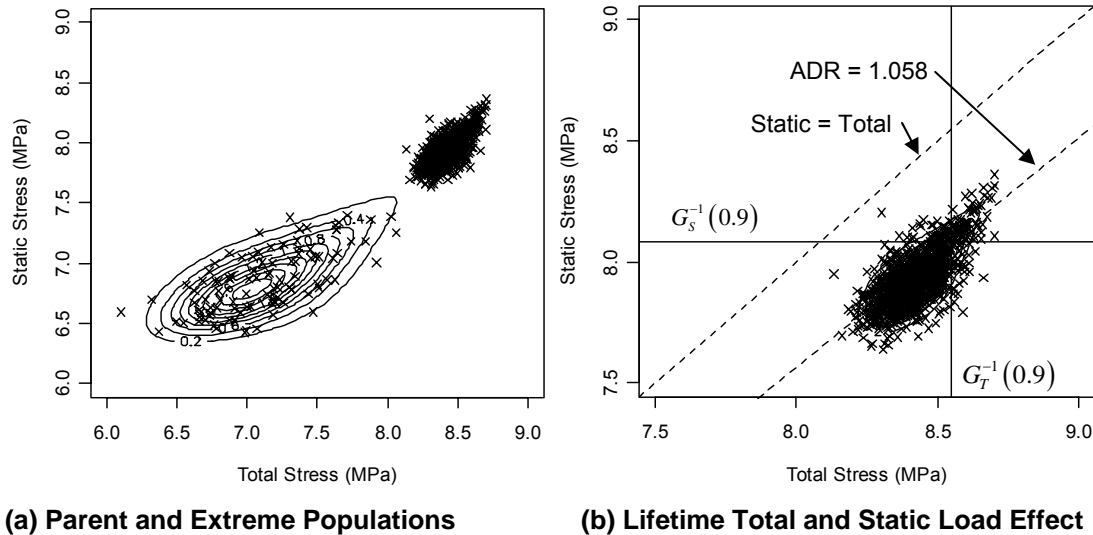 9.0
8.5
8.0
7.5
7.0
6.5
6.0
Static Stress (MPa)
0.4
0.8
0.6
0.2
6.0 6.5 7.0 7.5 8.0 8.5 9.0
Total Stress (MPa)
(a) Parent and Extreme Populations
9.0
8.5
8.0
7.5
Static Stress (MPa)
ADR = 1.058
Static = Total
G_S^{-1}(0.9)
G_T^{-1}(0.9)
7.5 8.0 8.5 9.0
Total Stress (MPa)
(b) Lifetime Total and Static Load Effect